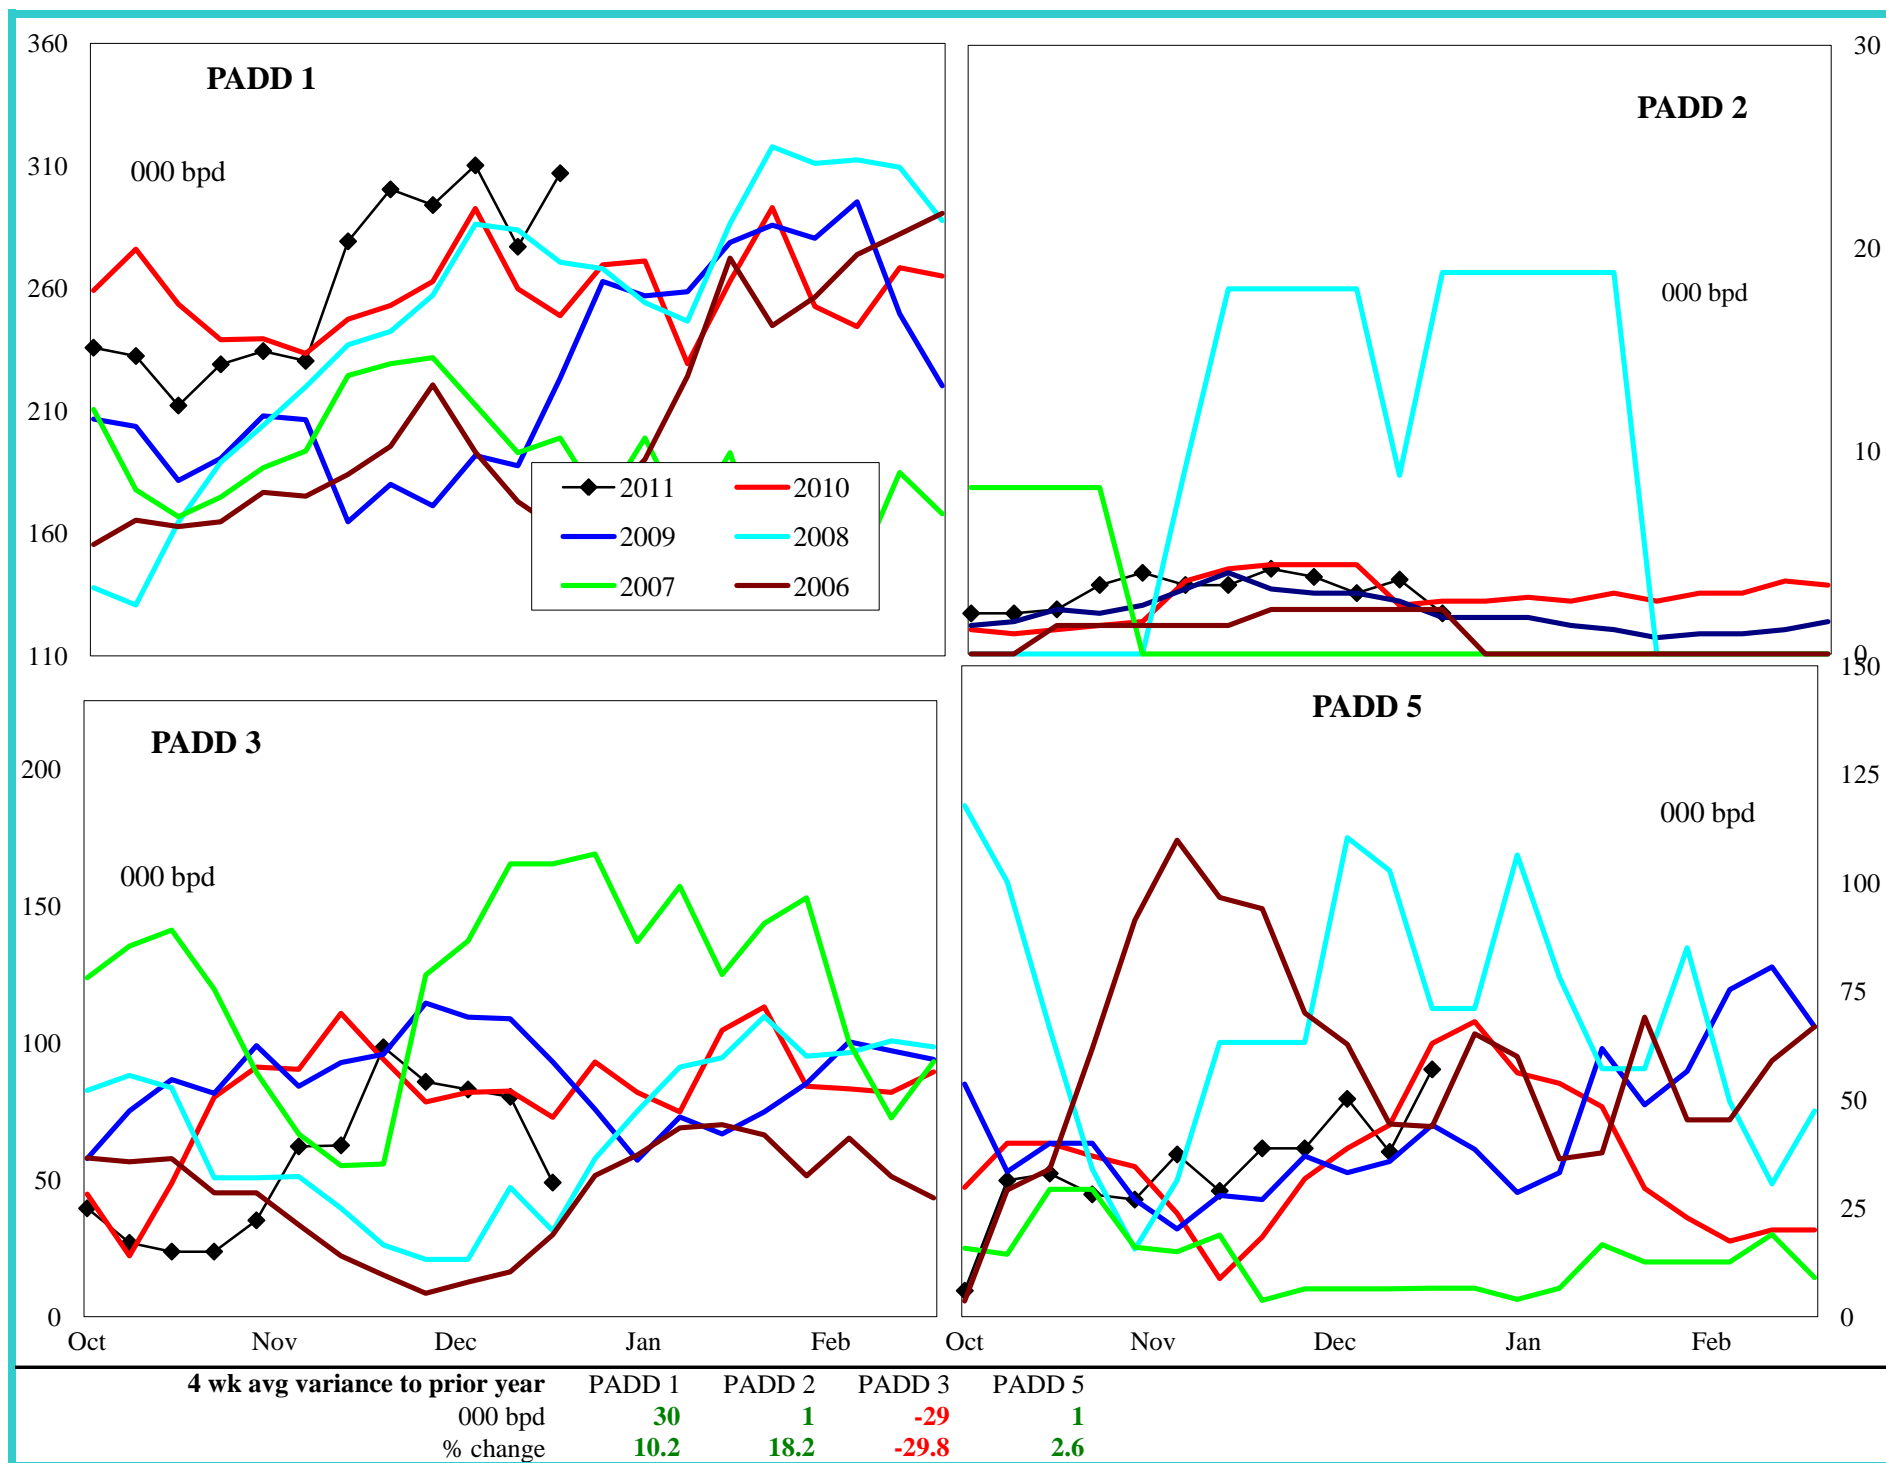 PADD 1
000 bpd
360
310
260
210
160
110
2011
2010
2009
2008
2007
2006
PADD 2
000 bpd
30
20
10
0
PADD 3
000 bpd
200
150
100
50
0
Oct Nov Dec Jan Feb
PADD 5
000 bpd
150
125
100
75
50
25
0
Oct Nov Dec Jan Feb
4 wk avg variance to prior year PADD 1 PADD 2 PADD 3 PADD 5
000 bpd 30 1 -29 1
% change 10.2 18.2 -29.8 2.6